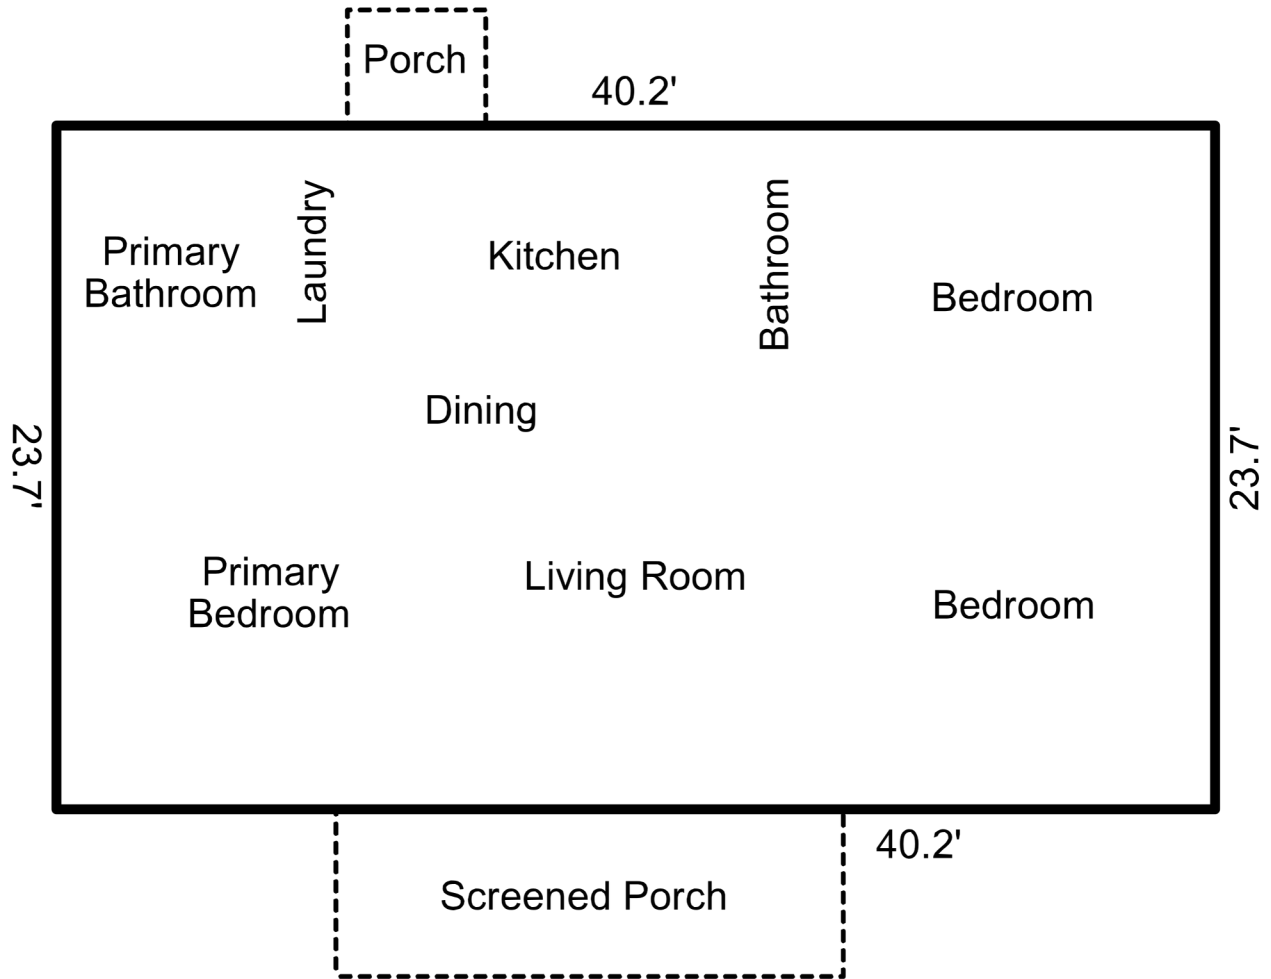 Porch
40.2'
Laundry
Bathroom
Primary
Bathroom
Kitchen
Bedroom
Dining
23.7'
23.7'
Primary
Bedroom
Living Room
Bedroom
40.2'
Screened Porch